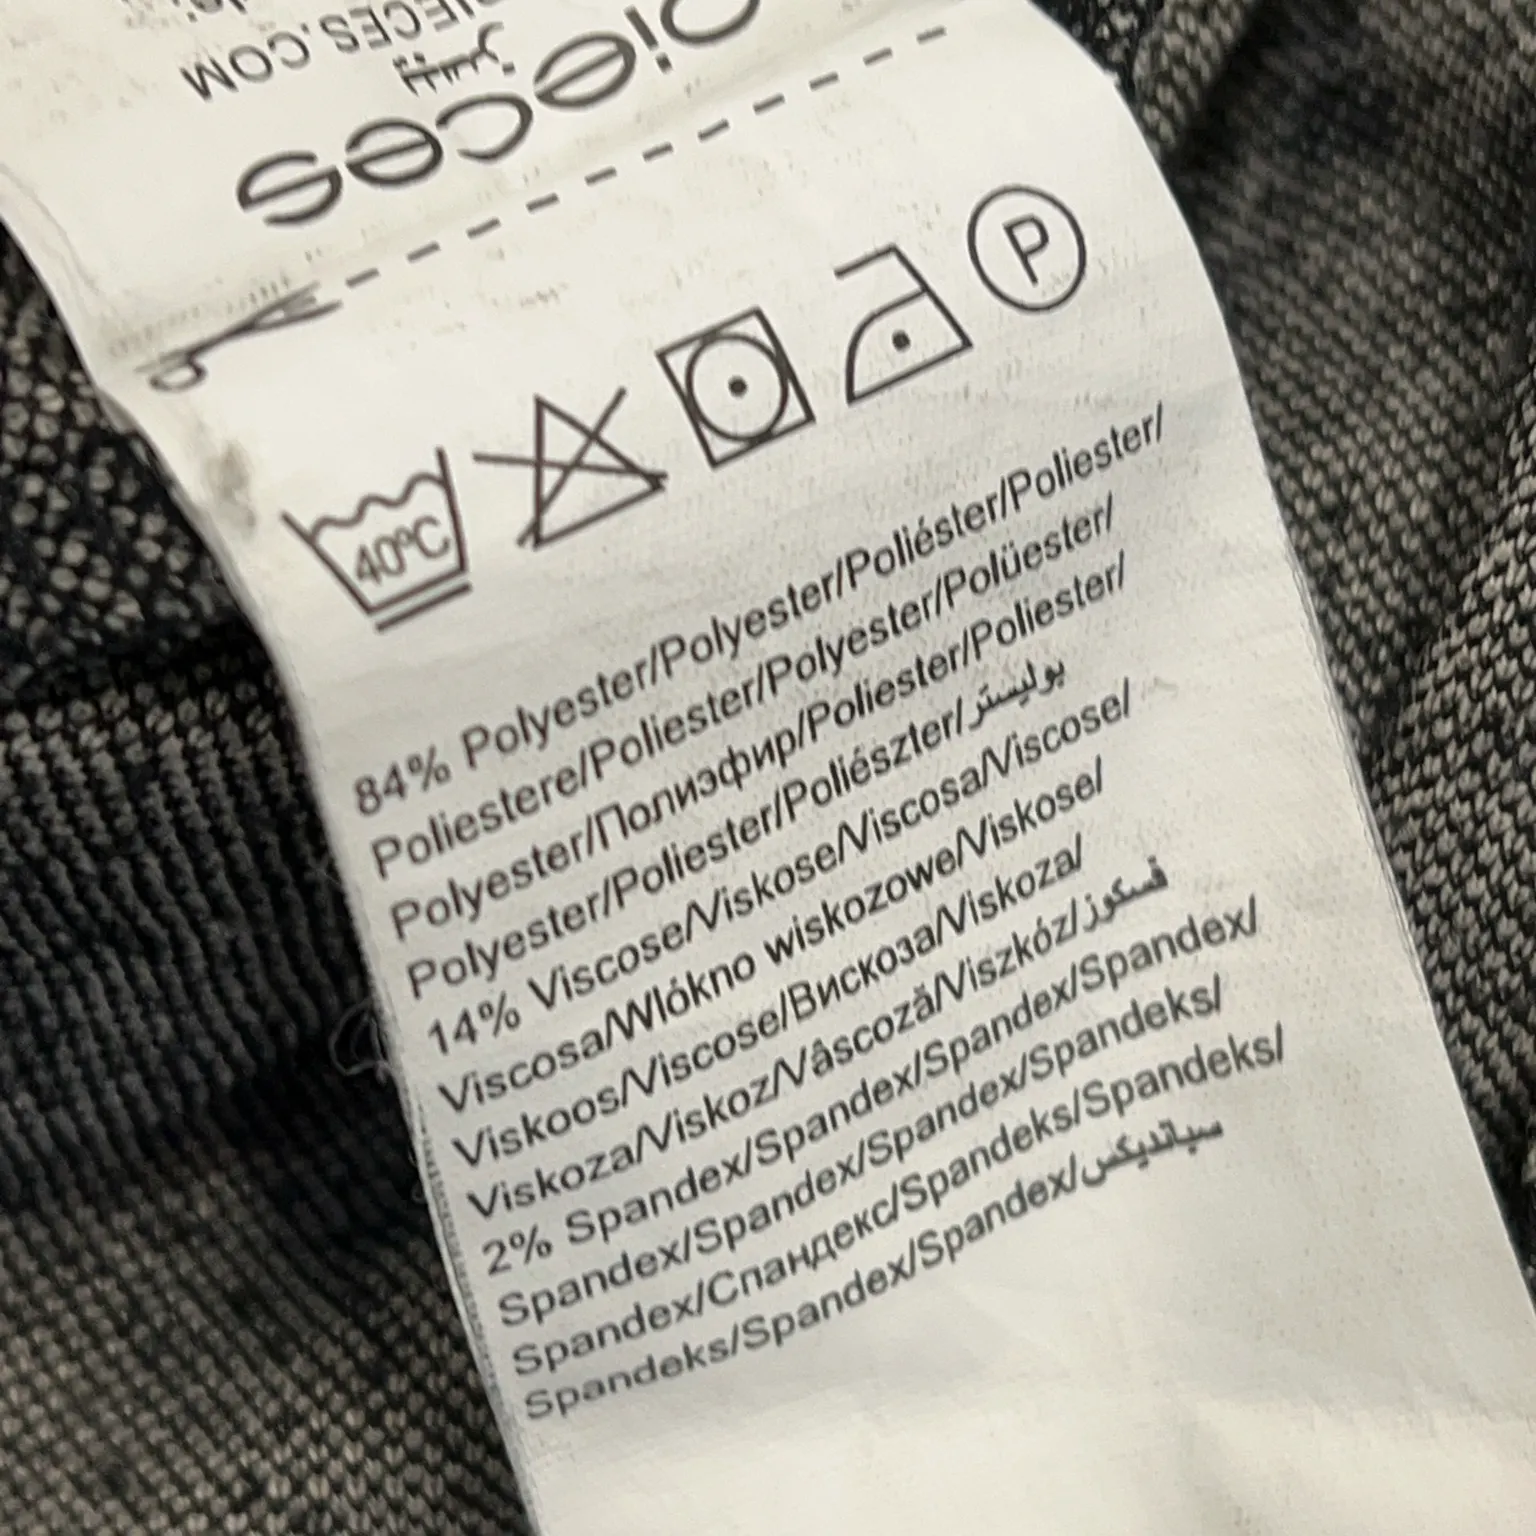 PIECES.COM
pieces
40°C
P
84% Polyester/Polyester/Poliéster/Poliester/
Poliestere/Poliester/Polyester/Polüester/
Polyester/Полиэфир/Poliester/Poliester/
Polyester/Poliester/Poliészter/بوليستر
14% Viscose/Viskose/Viscosa/Viscose/
Viscosa/Wlókno wiskozowe/Viskose/
Viskoos/Viscose/Вискоза/Viskoza/
Viskoza/Viskoz/Vâscoză/Viszkóz/فسكوز
2% Spandex/Spandex/Spandex/Spandex/
Spandex/Spandex/Spandex/Spandeks/
Spandex/Спандекс/Spandeks/Spandeks/
Spandeks/Spandex/Spandex/سباندیکس